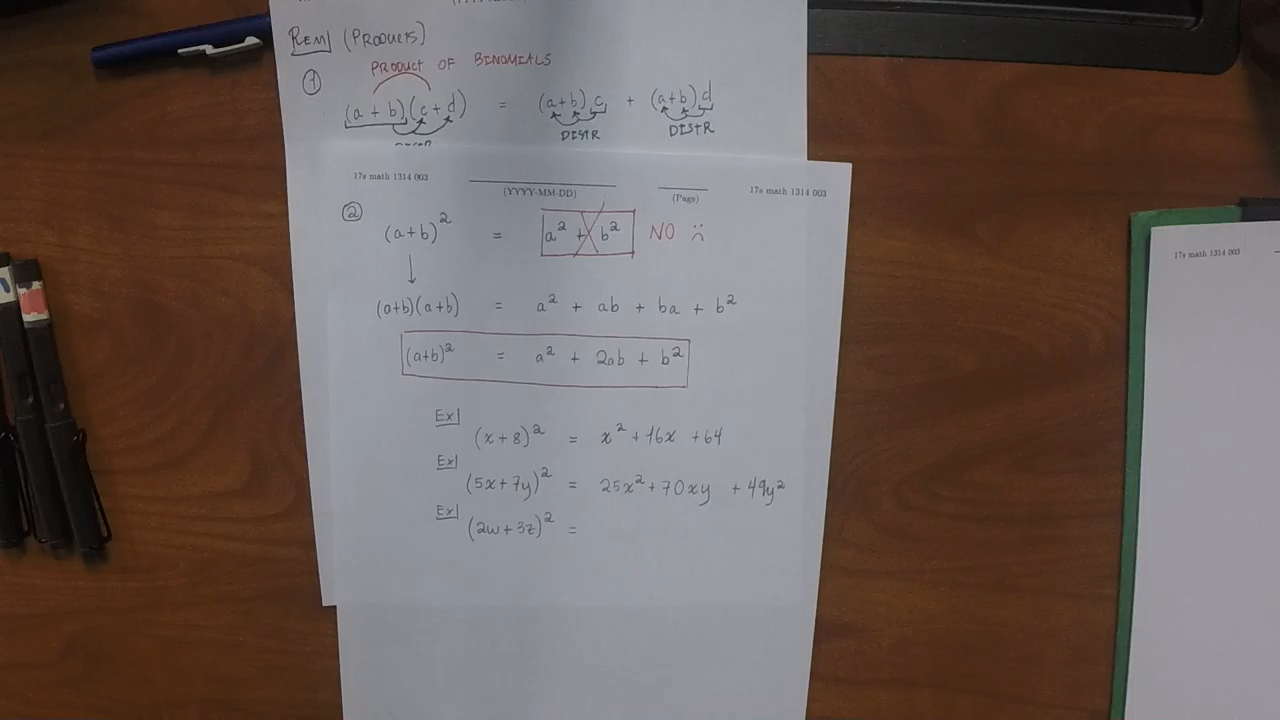 REM (PRODUCTS)
PRODUCT OF BINOMIALS
① (a + b)(c + d) = (a+b)c + (a+b)d
DISTR DISTR
17s math 1314 003 (YYYY-MM-DD) (Page) 17s math 1314 003
② (a+b)² = a² + b² NO ☹
↓
(a+b)(a+b) = a² + ab + ba + b²
(a+b)² = a² + 2ab + b²
Ex
(x + 8)² = x² + 16x + 64
Ex
(5x + 7y)² = 25x² + 70xy + 49y²
Ex
(2w + 3z)² =
17s math 1314 003